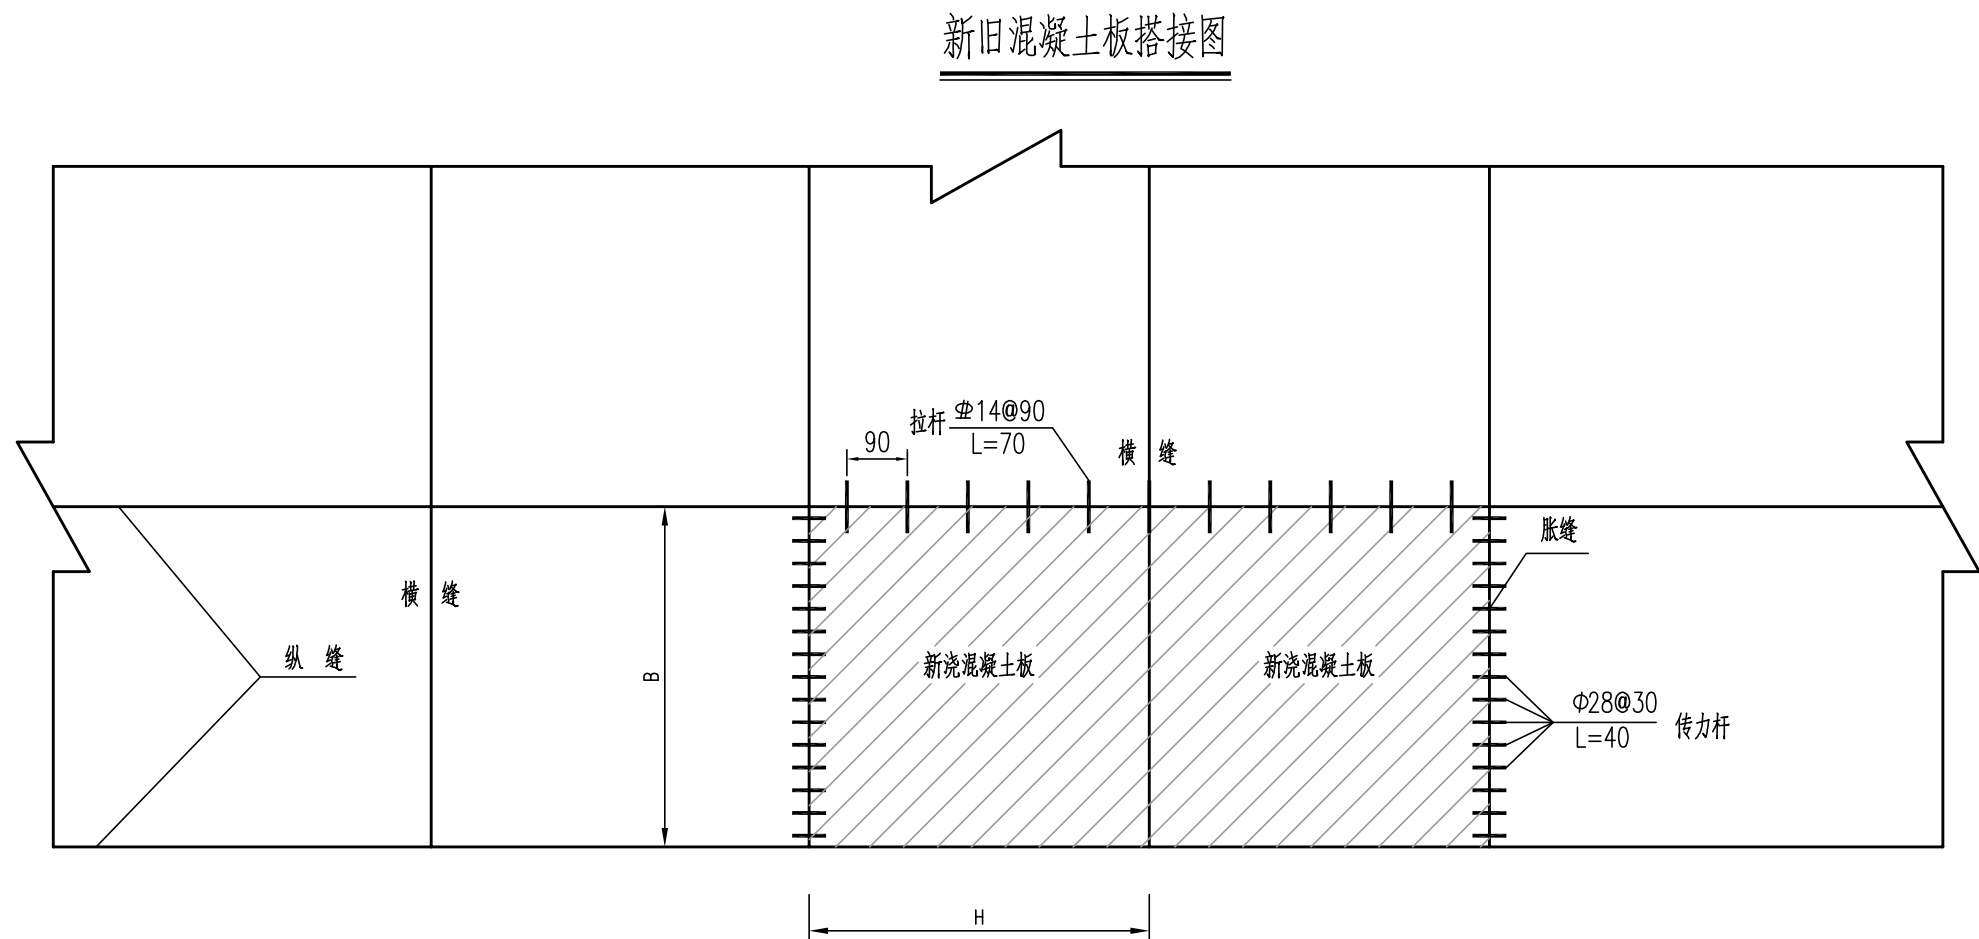 新旧混凝土板搭接图
拉杆 ⌀14@90
L=70
90
横 缝
胀缝
横 缝
纵 缝
B
新浇混凝土板
新浇混凝土板
Φ28@30
L=40
传力杆
H